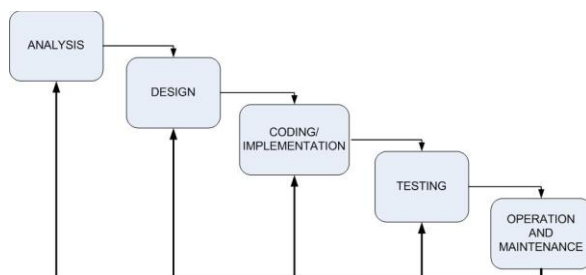 ANALYSIS
DESIGN
CODING/
IMPLEMENTATION
TESTING
OPERATION
AND
MAINTENANCE